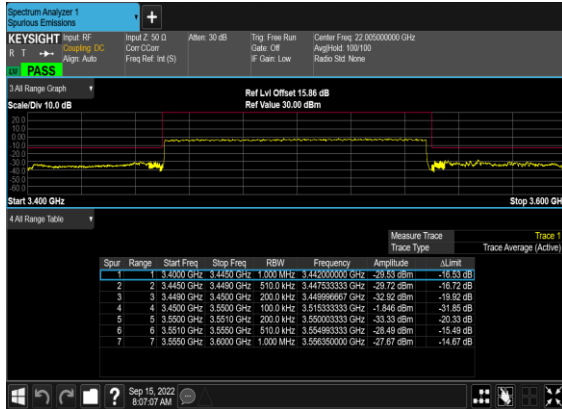 Spectrum Analyzer 1
Spurious Emissions
+
KEYSIGHT Input: RF Input Z: 50 Ω Atten: 30 dB Trig: Free Run Center Freq: 22.005000000 GHz
R T Coupling: DC Corr CCorr Gate: Off Avg|Hold: 100/100
Align: Auto Freq Ref: Int (S) IF Gain: Low Radio Std: None
PASS
3 All Range Graph
Ref Lvl Offset 15.86 dB
Scale/Div 10.0 dB Ref Value 30.00 dBm
20.0
10.0
0.00
-10.0
-20.0
-30.0
-40.0
-50.0
-60.0
Start 3.400 GHz Stop 3.600 GH
4 All Range Table
Measure Trace Trace 1
Trace Type Trace Average (Active)
Spur Range Start Freq Stop Freq RBW Frequency Amplitude ΔLimit
1 1 3.4000 GHz 3.4450 GHz 1.000 MHz 3.442000000 GHz -29.53 dBm -16.53 dB
2 2 3.4450 GHz 3.4490 GHz 510.0 kHz 3.447533333 GHz -29.72 dBm -16.72 dB
3 3 3.4490 GHz 3.4500 GHz 200.0 kHz 3.449996667 GHz -32.92 dBm -19.92 dB
4 4 3.4500 GHz 3.5500 GHz 100.0 kHz 3.515333333 GHz -1.846 dBm -31.85 dB
5 5 3.5500 GHz 3.5510 GHz 200.0 kHz 3.550003333 GHz -33.33 dBm -20.33 dB
6 6 3.5510 GHz 3.5550 GHz 510.0 kHz 3.554993333 GHz -28.49 dBm -15.49 dB
7 7 3.5550 GHz 3.6000 GHz 1.000 MHz 3.556350000 GHz -27.67 dBm -14.67 dB
? Sep 15, 2022
8:07:07 AM